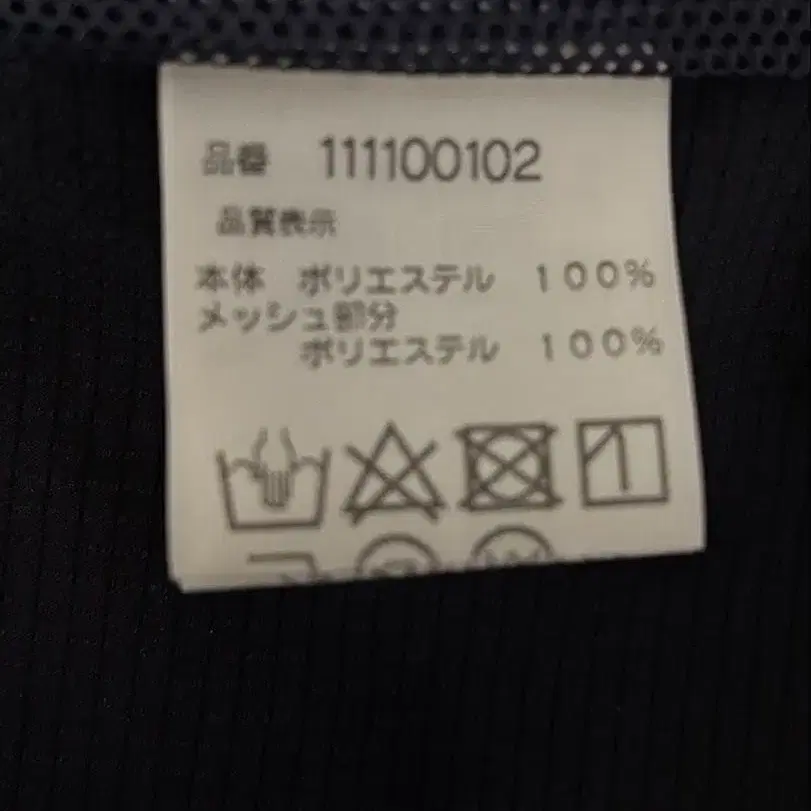 品番 111100102
品質表示
本体 ポリエステル 100%
メッシュ部分
ポリエステル 100%